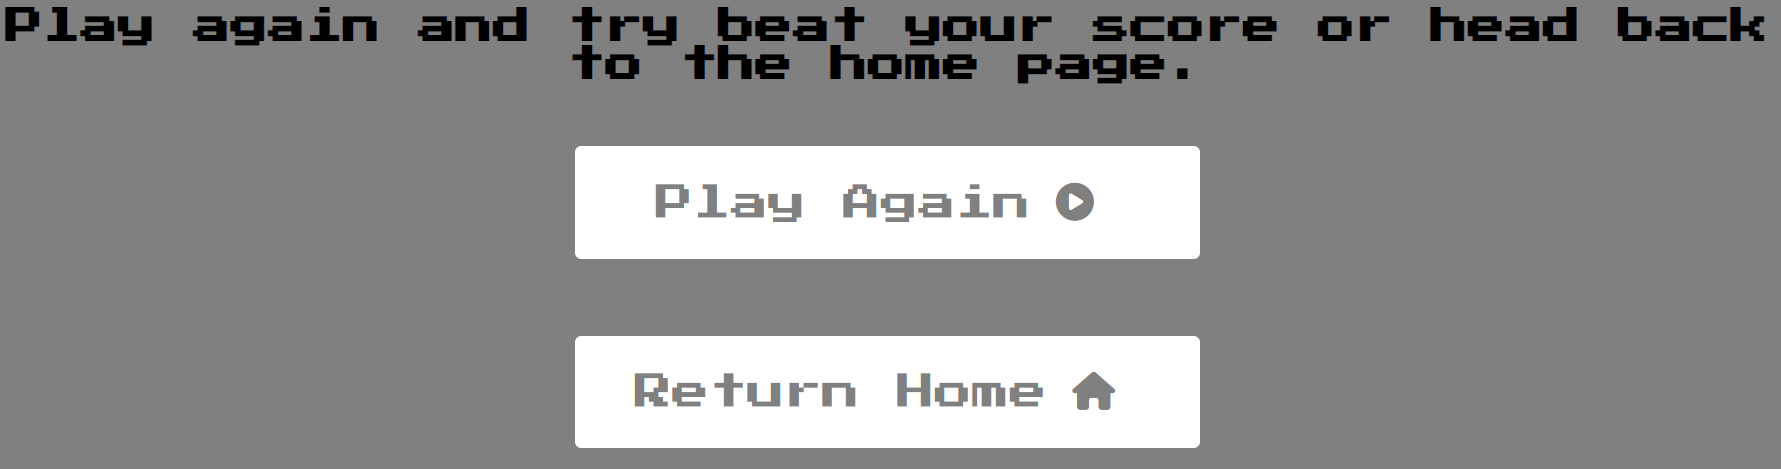 Play again and try beat your score or head back
to the home page.
Play Again
Return Home